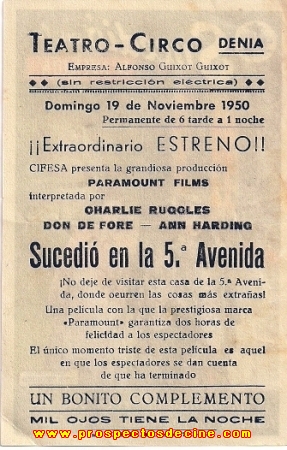 TEATRO-CIRCO DENIA
EMPRESA: ALFONSO GUIXOT GUIXOT
(sin restricción eléctrica)
Domingo 19 de Noviembre 1950
Permanente de 6 tarde a 1 noche
¡¡Extraordinario ESTRENO!!
CIFESA presenta la grandiosa producción
PARAMOUNT FILMS
interpretada por
CHARLIE RUGGLES
DON DE FORE — ANN HARDING
Sucedió en la 5.ª Avenida
¡No deje de visitar esta casa de la 5.ª Aveni-
da, donde oeurren las cosas más extrañas!
Una película con la que la prestigiosa marca
«Paramount» garantiza dos horas de
felicidad a los espectadores
El único momento triste de esta película es aquel
en que los espectadores se dan cuenta
de que ha terminado
UN BONITO COMPLEMENTO
MIL OJOS TIENE LA NOCHE
www.prospectosdecine.com